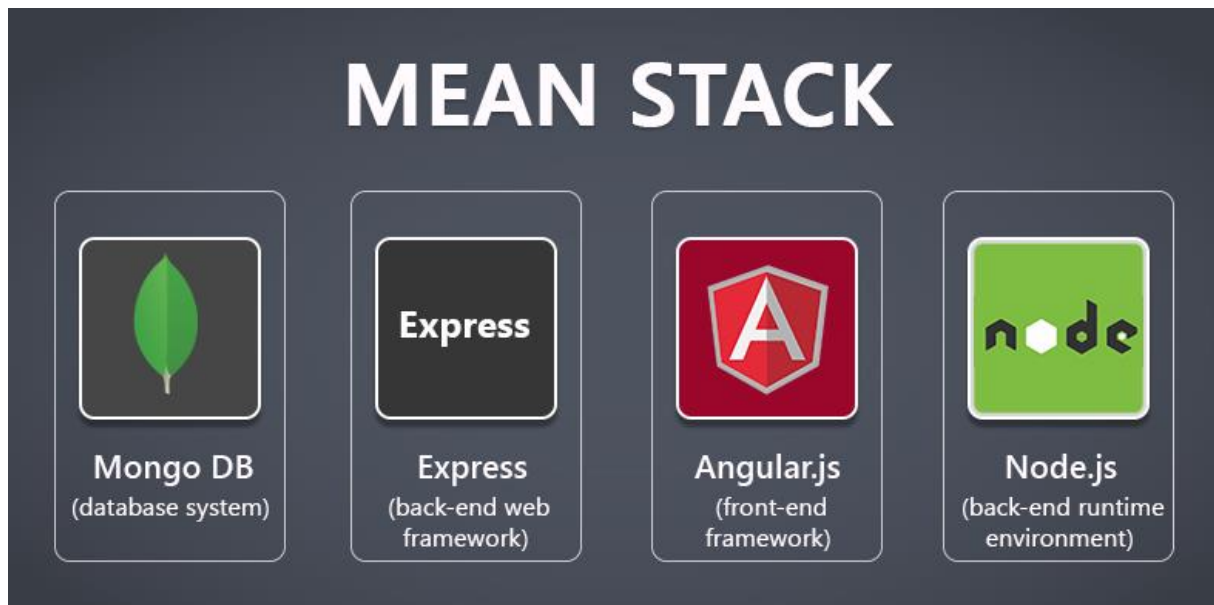 MEAN STACK
Express
node
Mongo DB
(database system)
Express
(back-end web
framework)
Angular.js
(front-end
framework)
Node.js
(back-end runtime
environment)